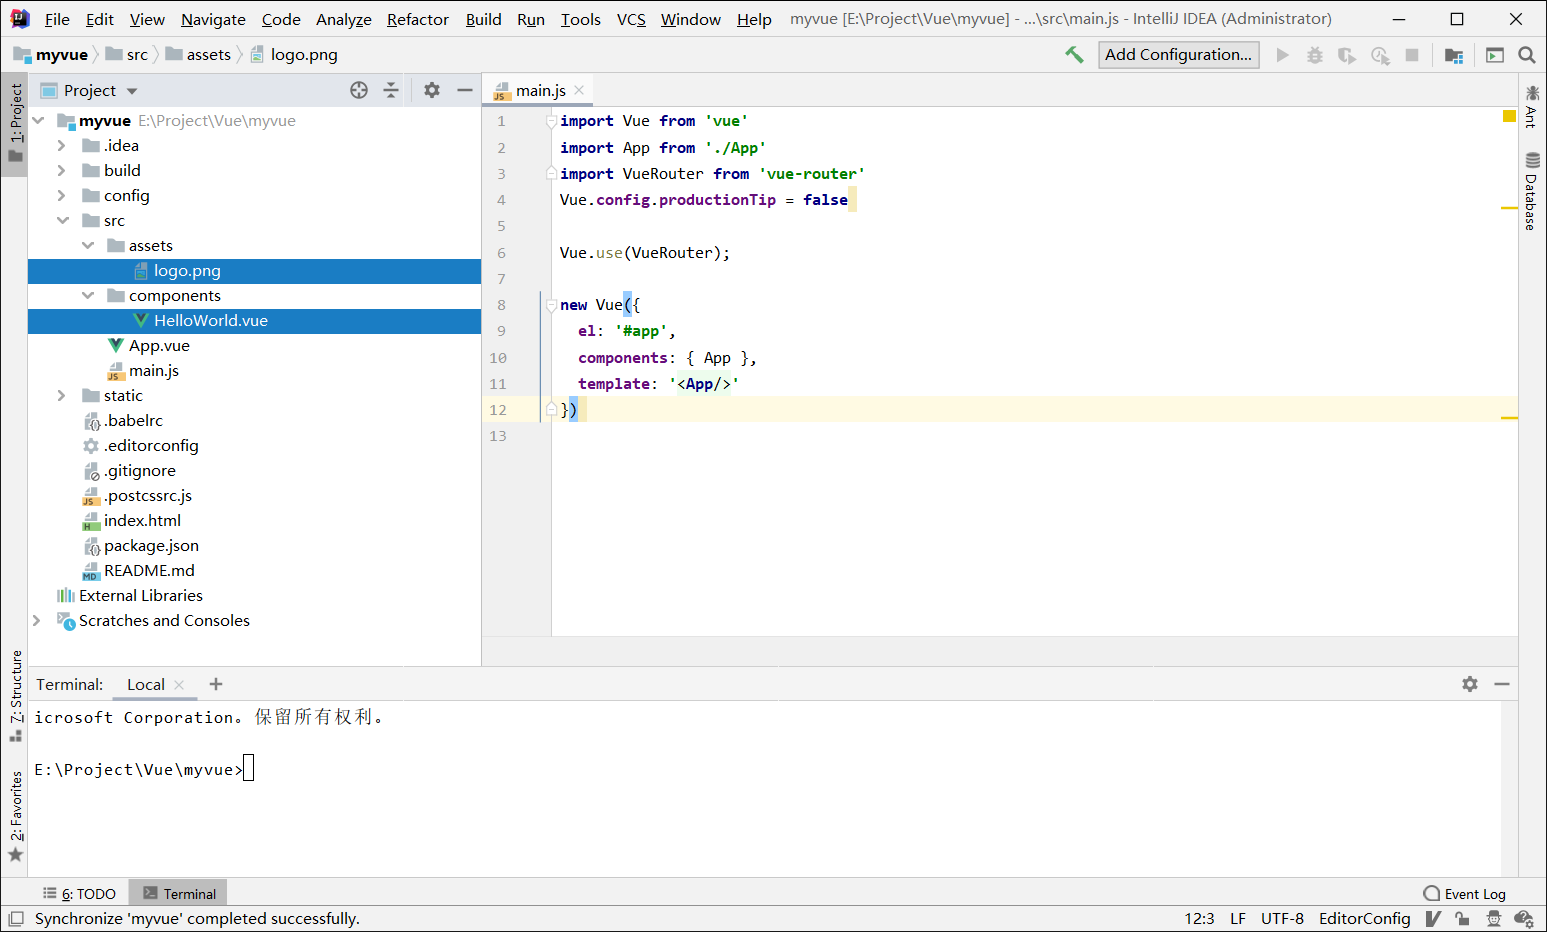 File Edit View Navigate Code Analyze Refactor Build Run Tools VCS Window Help myvue [E:\Project\Vue\myvue] - ...\src\main.js - IntelliJ IDEA (Administrator)
myvue src assets logo.png Add Configuration...
1: Project
Project
main.js
myvue E:\Project\Vue\myvue
.idea
build
config
src
assets
logo.png
components
HelloWorld.vue
App.vue
main.js
static
.babelrc
.editorconfig
.gitignore
.postcssrc.js
index.html
package.json
README.md
External Libraries
Scratches and Consoles
1 import Vue from 'vue'
2 import App from './App'
3 import VueRouter from 'vue-router'
4 Vue.config.productionTip = false
5
6 Vue.use(VueRouter);
7
8 new Vue({
9 el: '#app',
10 components: { App },
11 template: '<App/>'
12 })
13
Ant
Database
7: Structure
2: Favorites
Terminal: Local
icrosoft Corporation。保留所有权利。
E:\Project\Vue\myvue>
6: TODO Terminal Event Log
Synchronize 'myvue' completed successfully. 12:3 LF UTF-8 EditorConfig